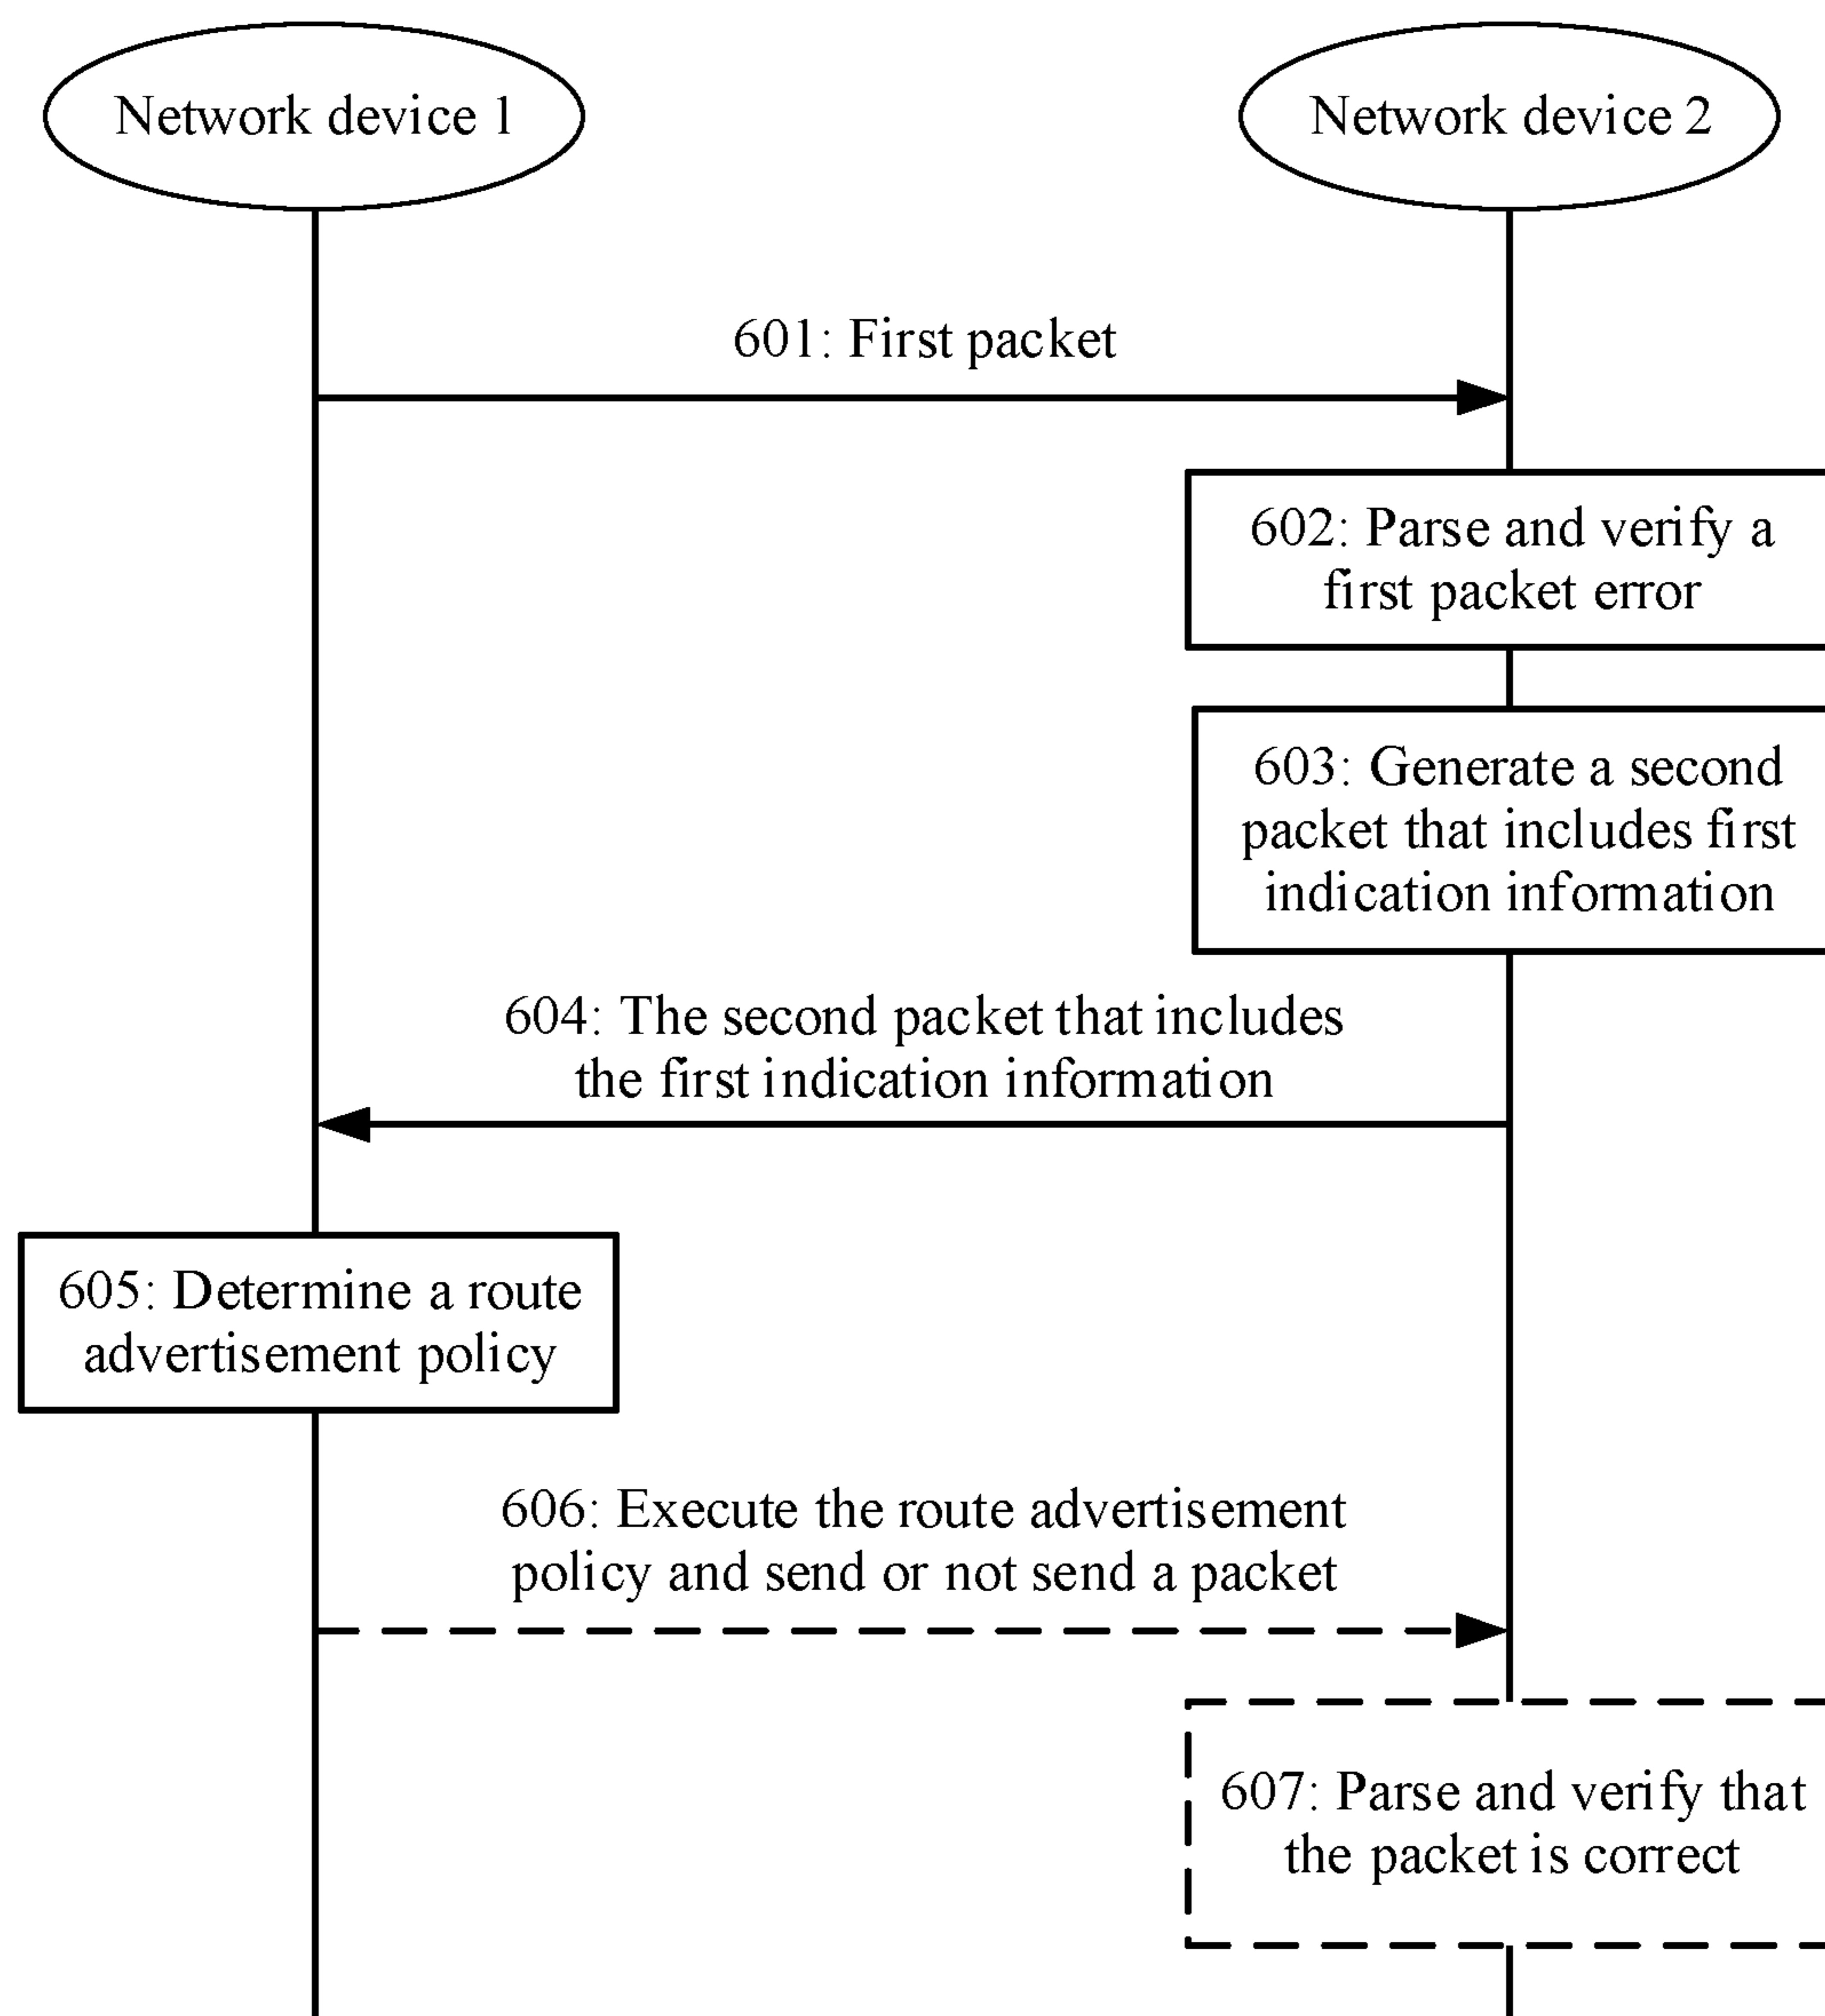 Network device 1
Network device 2
601: First packet
602: Parse and verify a
first packet error
603: Generate a second
packet that includes first
indication information
604: The second packet that includes
the first indication information
605: Determine a route
advertisement policy
606: Execute the route advertisement
policy and send or not send a packet
607: Parse and verify that
the packet is correct